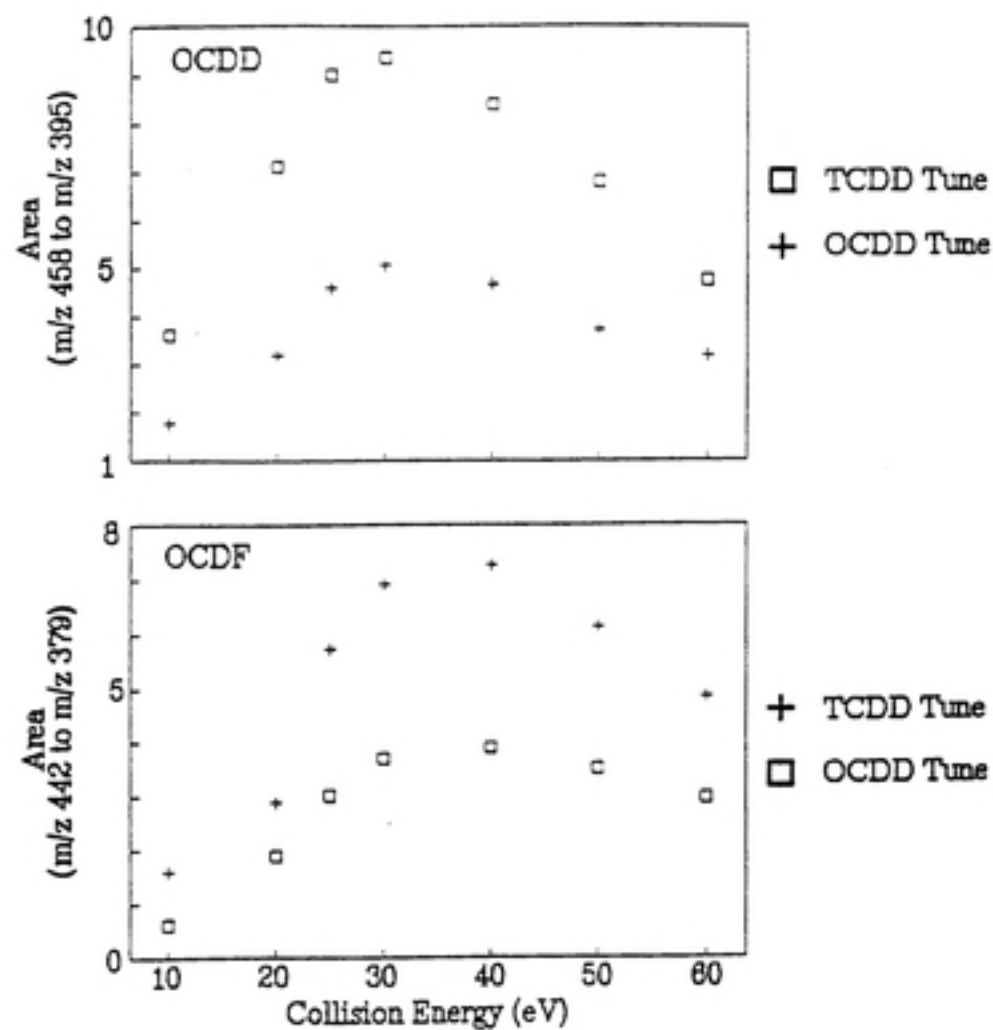 10
OCDD
5
1
Area
(m/z 458 to m/z 395)
TCDD Tune
OCDD Tune
8
OCDF
5
0
Area
(m/z 442 to m/z 379)
TCDD Tune
OCDD Tune
10 20 30 40 50 60
Collision Energy (eV)